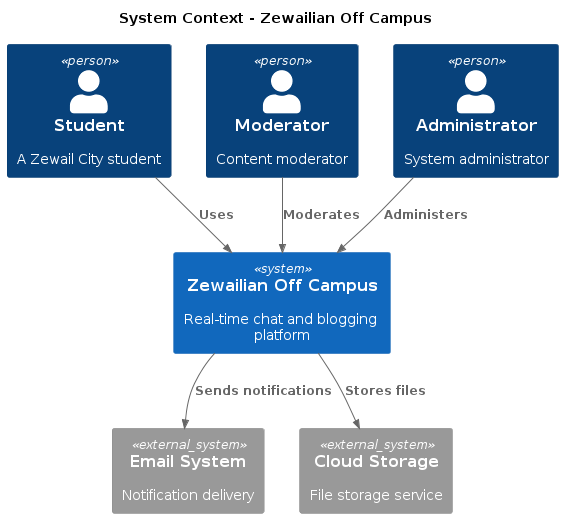 System Context - Zewailian Off Campus
«person»
Student
A Zewail City student
«person»
Moderator
Content moderator
«person»
Administrator
System administrator
Uses
Moderates
Administers
«system»
Zewailian Off Campus
Real-time chat and blogging
platform
Sends notifications
Stores files
«external_system»
Email System
Notification delivery
«external_system»
Cloud Storage
File storage service